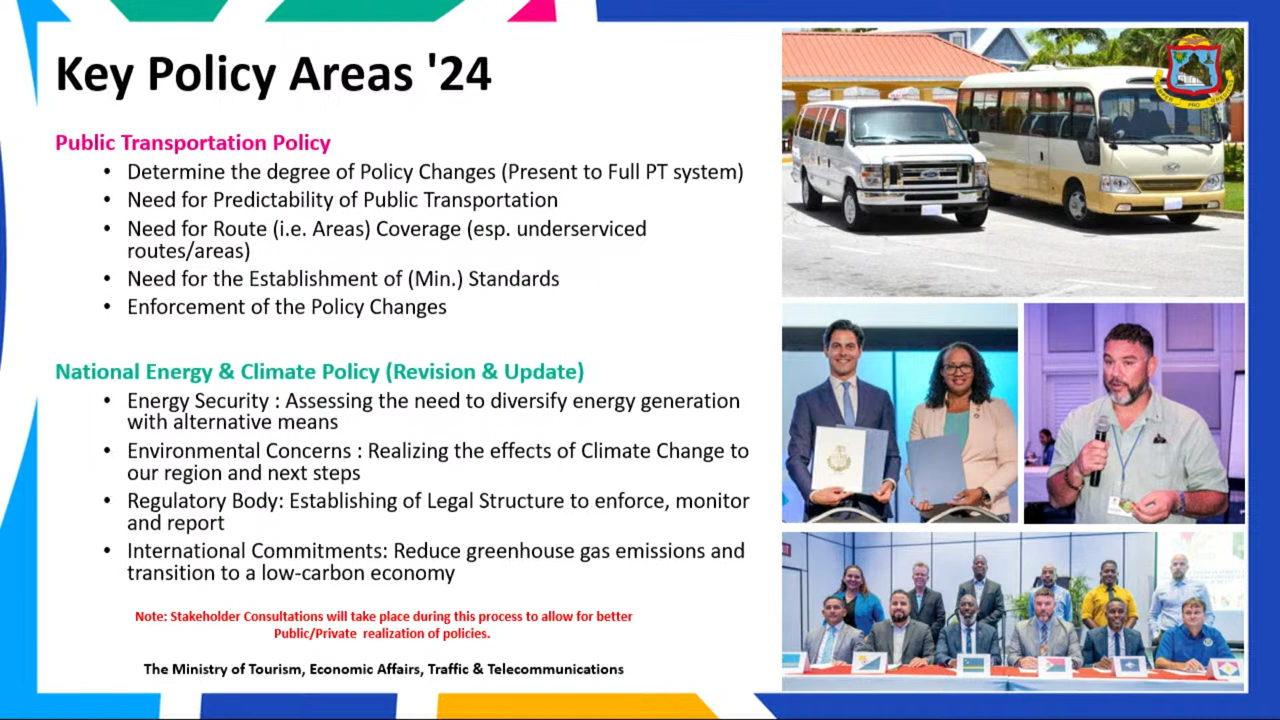 Key Policy Areas '24
Public Transportation Policy
• Determine the degree of Policy Changes (Present to Full PT system)
• Need for Predictability of Public Transportation
• Need for Route (i.e. Areas) Coverage (esp. underserviced
routes/areas)
• Need for the Establishment of (Min.) Standards
• Enforcement of the Policy Changes
National Energy & Climate Policy (Revision & Update)
• Energy Security : Assessing the need to diversify energy generation
with alternative means
• Environmental Concerns : Realizing the effects of Climate Change to
our region and next steps
• Regulatory Body: Establishing of Legal Structure to enforce, monitor
and report
• International Commitments: Reduce greenhouse gas emissions and
transition to a low-carbon economy
Note: Stakeholder Consultations will take place during this process to allow for better
Public/Private realization of policies.
The Ministry of Tourism, Economic Affairs, Traffic & Telecommunications